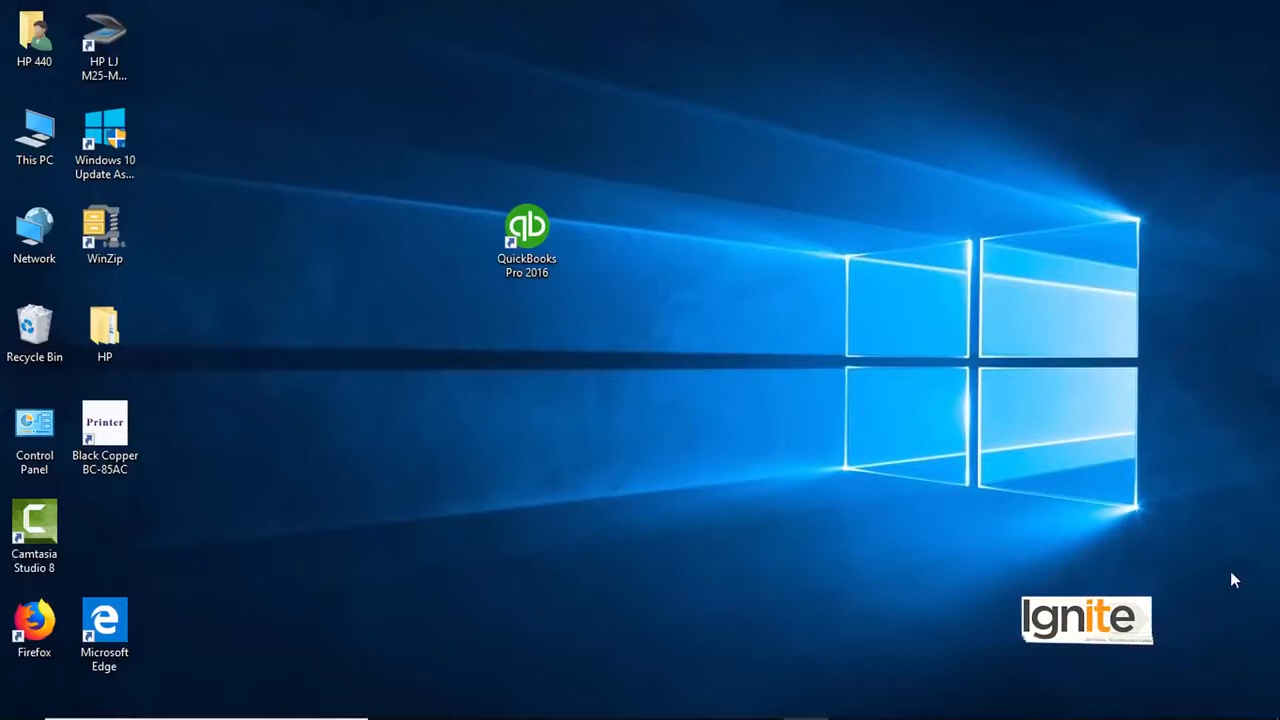 HP 440
HP LJ
M25-M...
This PC
Windows 10
Update As...
Network
WinZip
Recycle Bin
HP
Control
Panel
Printer
Black Copper
BC-85AC
Camtasia
Studio 8
Firefox
Microsoft
Edge
qb
QuickBooks
Pro 2016
Ignite